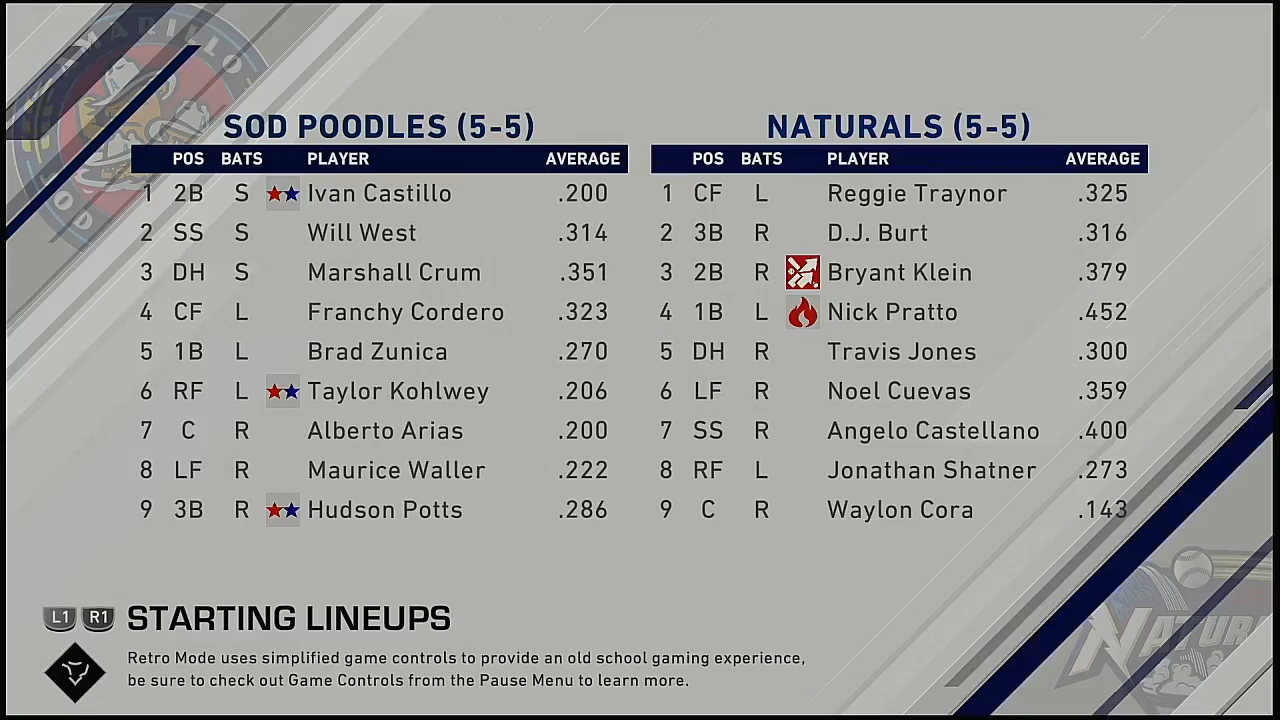 AMARILLO
SOD
SOD POODLES (5-5)
POS BATS PLAYER AVERAGE
1 2B S Ivan Castillo .200
2 SS S Will West .314
3 DH S Marshall Crum .351
4 CF L Franchy Cordero .323
5 1B L Brad Zunica .270
6 RF L Taylor Kohlwey .206
7 C R Alberto Arias .200
8 LF R Maurice Waller .222
9 3B R Hudson Potts .286
NATURALS (5-5)
POS BATS PLAYER AVERAGE
1 CF L Reggie Traynor .325
2 3B R D.J. Burt .316
3 2B R Bryant Klein .379
4 1B L Nick Pratto .452
5 DH R Travis Jones .300
6 LF R Noel Cuevas .359
7 SS R Angelo Castellano .400
8 RF L Jonathan Shatner .273
9 C R Waylon Cora .143
NATUR
L1 R1 STARTING LINEUPS
Retro Mode uses simplified game controls to provide an old school gaming experience,
be sure to check out Game Controls from the Pause Menu to learn more.